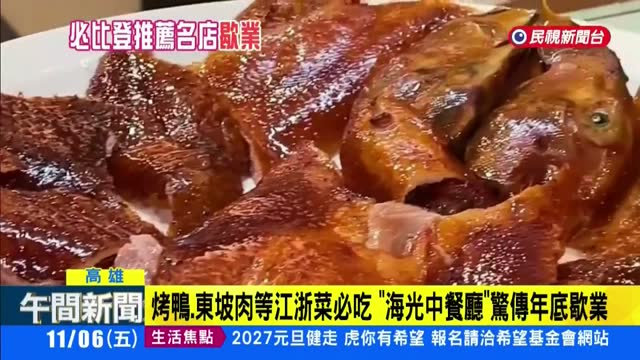 必比登推薦名店歇業
民視新聞台
高雄
午間新聞
烤鴨.東坡肉等江浙菜必吃 "海光中餐廳"驚傳年底歇業
11/06(五)
生活焦點
2027元旦健走 虎你有希望 報名請洽希望基金會網站